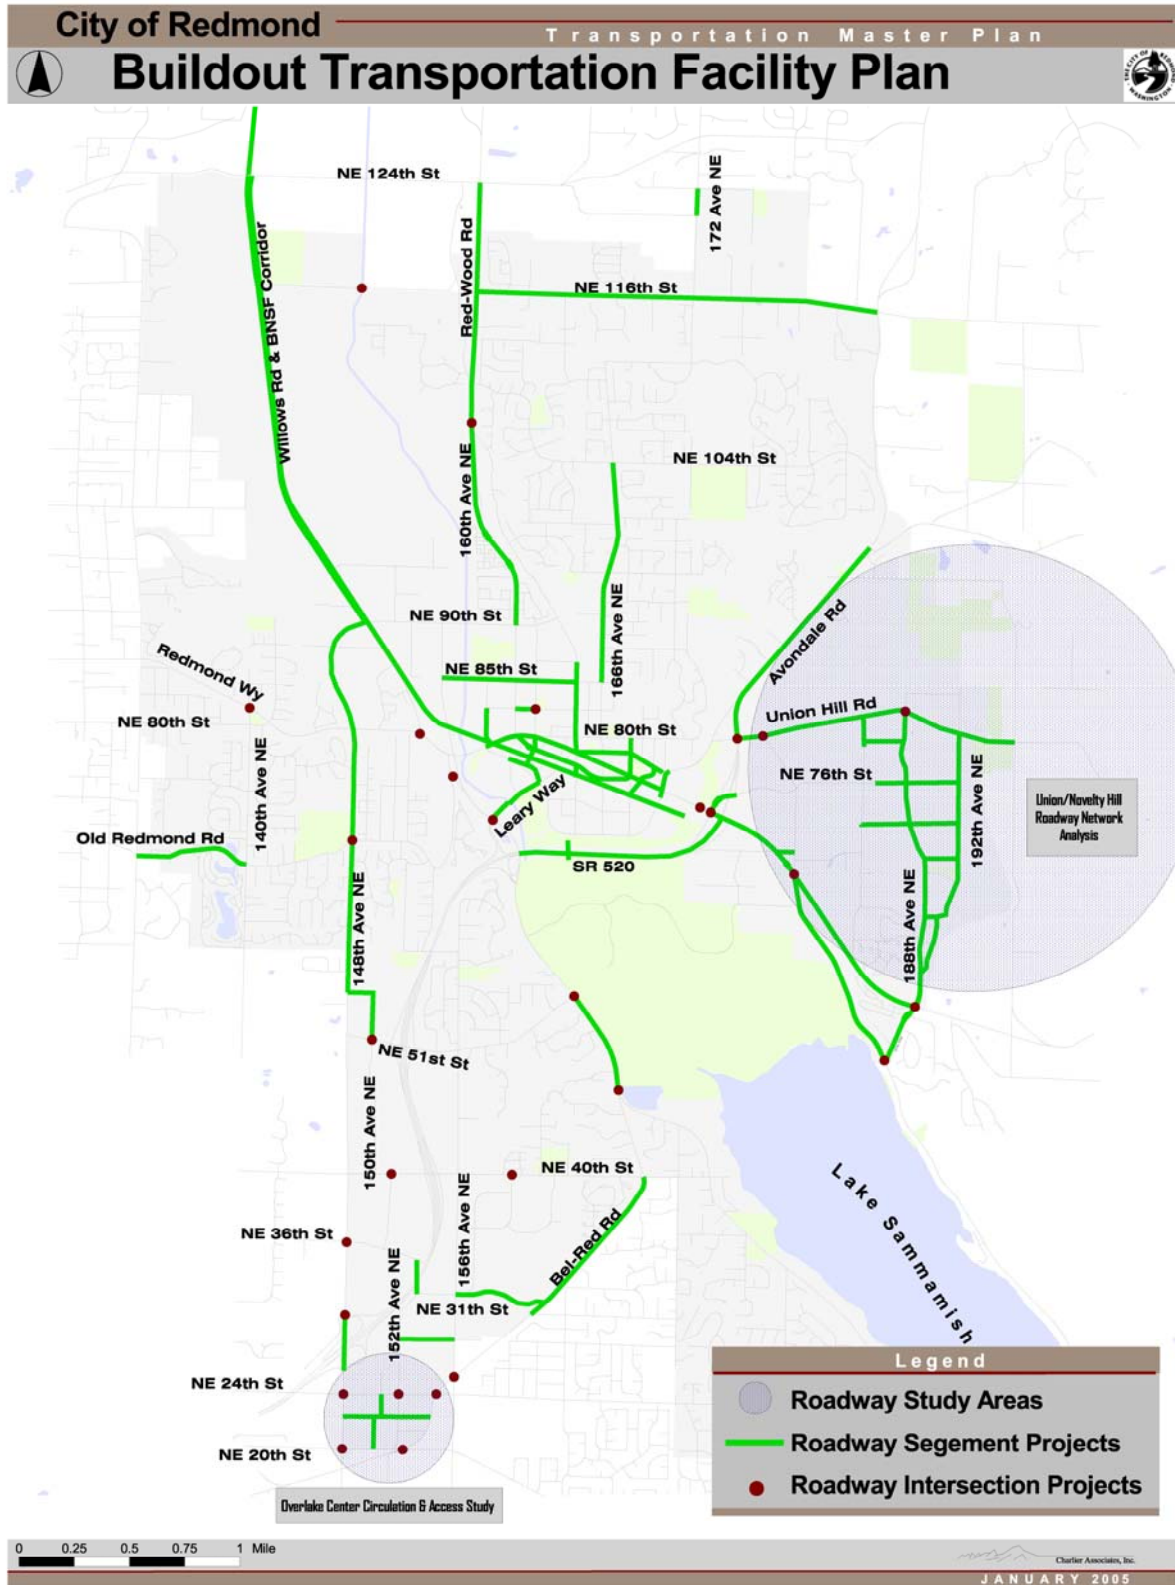 City of Redmond
Transportation Master Plan
Buildout Transportation Facility Plan
THE CITY OF REDMOND
WASHINGTON
NE 124th St
172 Ave NE
Willows Rd & BNSF Corridor
Red-Wood Rd
NE 116th St
NE 104th St
160th Ave NE
166th Ave NE
NE 90th St
Avondale Rd
Redmond Wy
NE 85th St
Union Hill Rd
NE 80th St
NE 80th St
140th Ave NE
NE 76th St
192th Ave NE
Union/Novelty Hill
Roadway Network
Analysis
Leary Way
Old Redmond Rd
SR 520
148th Ave NE
188th Ave NE
NE 51st St
150th Ave NE
NE 40th St
156th Ave NE
Bel-Red Rd
NE 36th St
152th Ave NE
NE 31th St
Lake Sammamish
NE 24th St
NE 20th St
Overlake Center Circulation & Access Study
Legend
Roadway Study Areas
Roadway Segement Projects
Roadway Intersection Projects
0 0.25 0.5 0.75 1 Mile
Charlier Associates, Inc.
JANUARY 2005